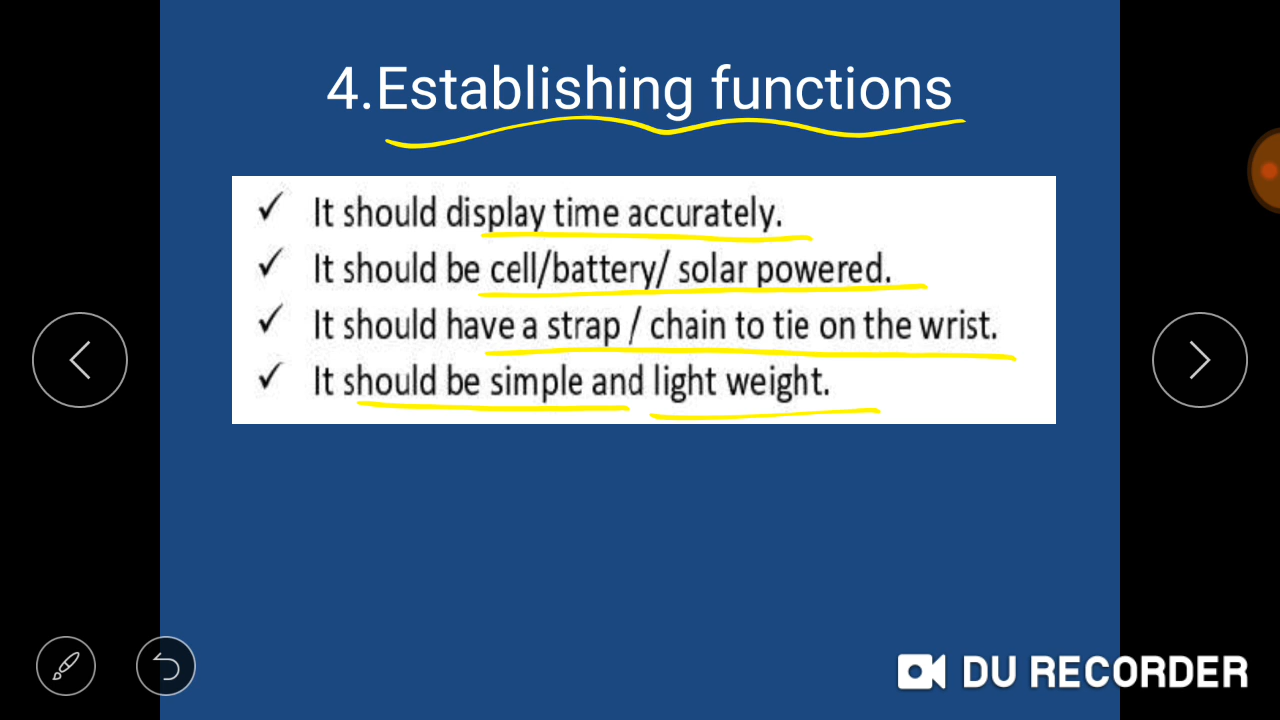 4.Establishing functions
✓ It should display time accurately.
✓ It should be cell/battery/ solar powered.
✓ It should have a strap / chain to tie on the wrist.
✓ It should be simple and light weight.
DU RECORDER